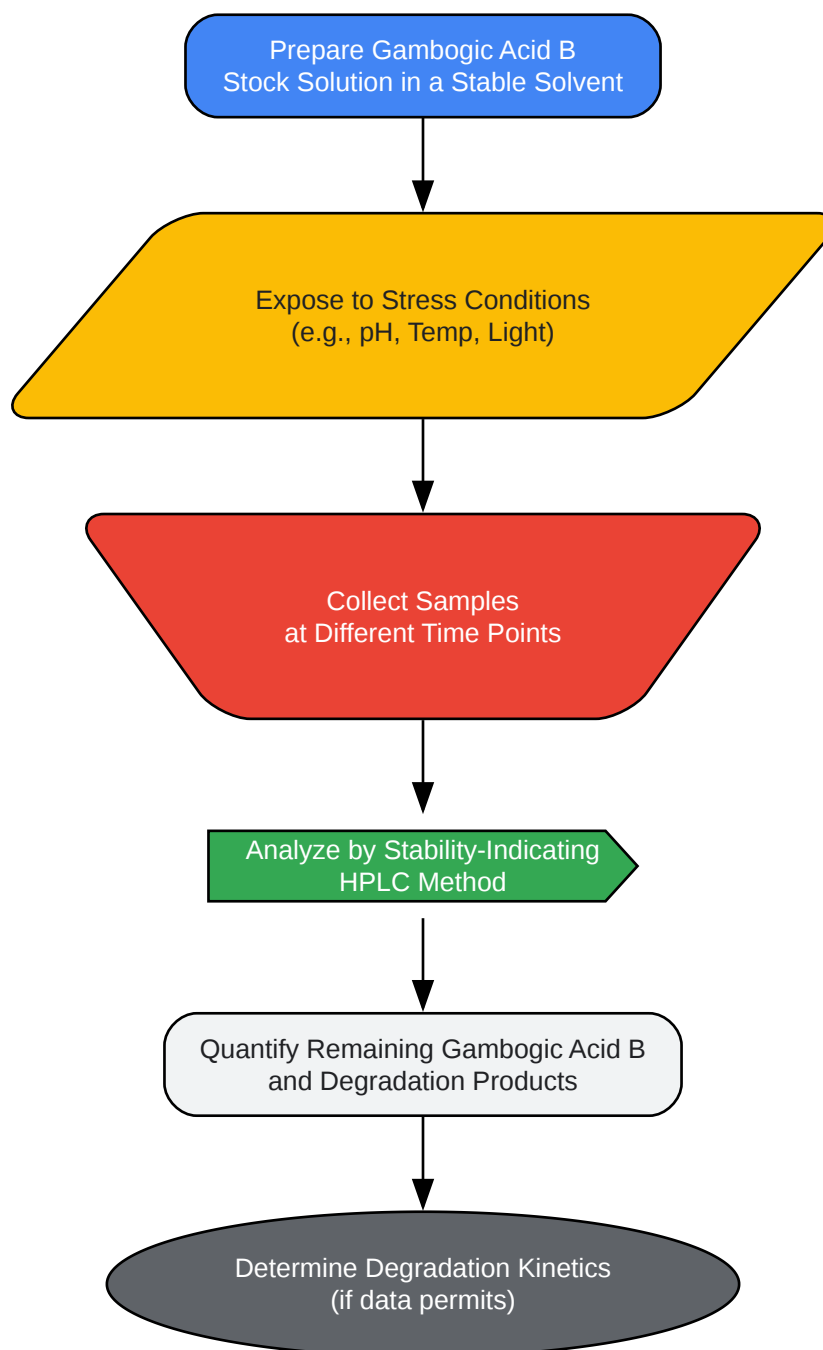 Prepare Gambogic Acid B
Stock Solution in a Stable Solvent
Expose to Stress Conditions
(e.g., pH, Temp, Light)
Collect Samples
at Different Time Points
Analyze by Stability-Indicating
HPLC Method
Quantify Remaining Gambogic Acid B
and Degradation Products
Determine Degradation Kinetics
(if data permits)